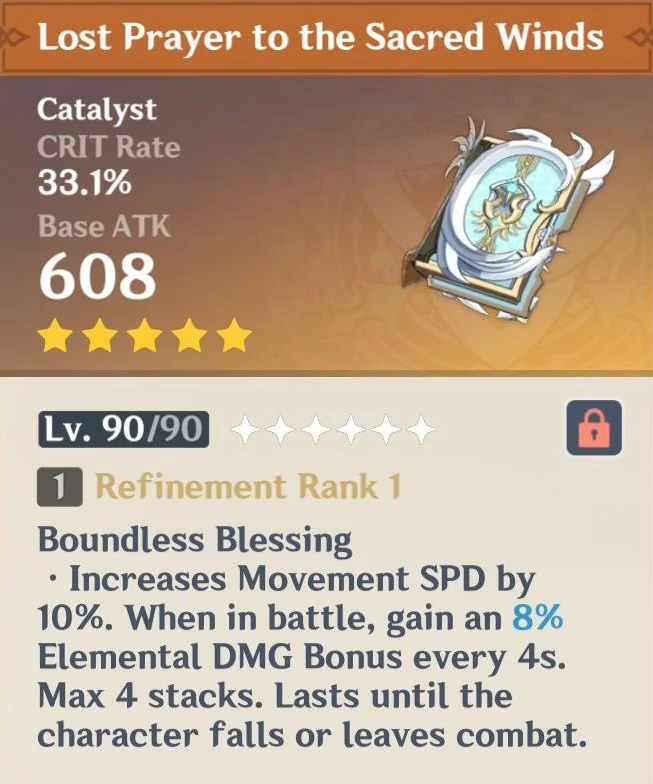 Lost Prayer to the Sacred Winds
Catalyst
CRIT Rate
33.1%
Base ATK
608
Lv. 90/90
1 Refinement Rank 1
Boundless Blessing
· Increases Movement SPD by
10%. When in battle, gain an 8%
Elemental DMG Bonus every 4s.
Max 4 stacks. Lasts until the
character falls or leaves combat.